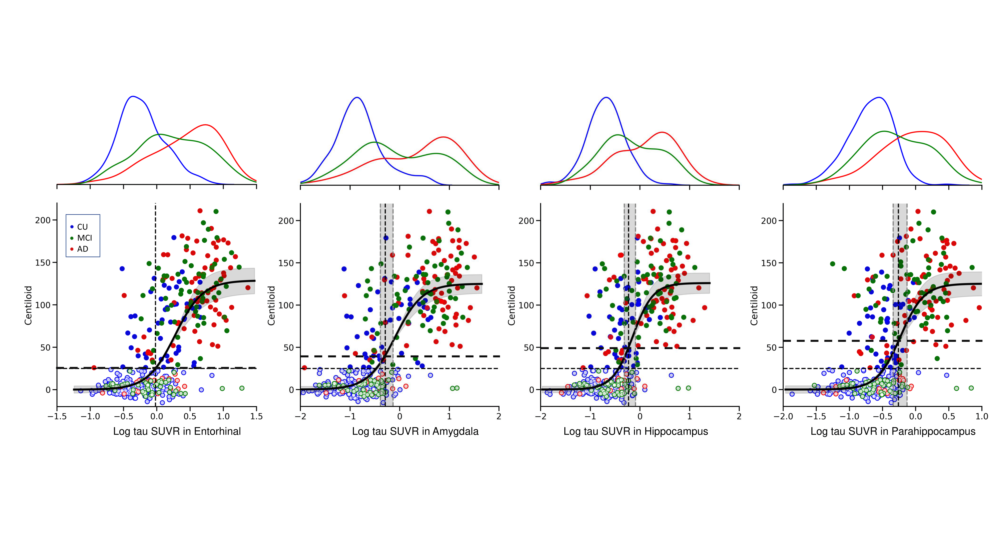 CU
MCI
AD
Centiloid
200
150
100
50
0
−1.5 −1.0 −0.5 0.0 0.5 1.0 1.5
Log tau SUVR in Entorhinal
Centiloid
200
150
100
50
0
−2 −1 0 1 2
Log tau SUVR in Amygdala
Centiloid
200
150
100
50
0
−2 −1 0 1 2
Log tau SUVR in Hippocampus
Centiloid
200
150
100
50
0
−2.0 −1.5 −1.0 −0.5 0.0 0.5 1.0
Log tau SUVR in Parahippocampus